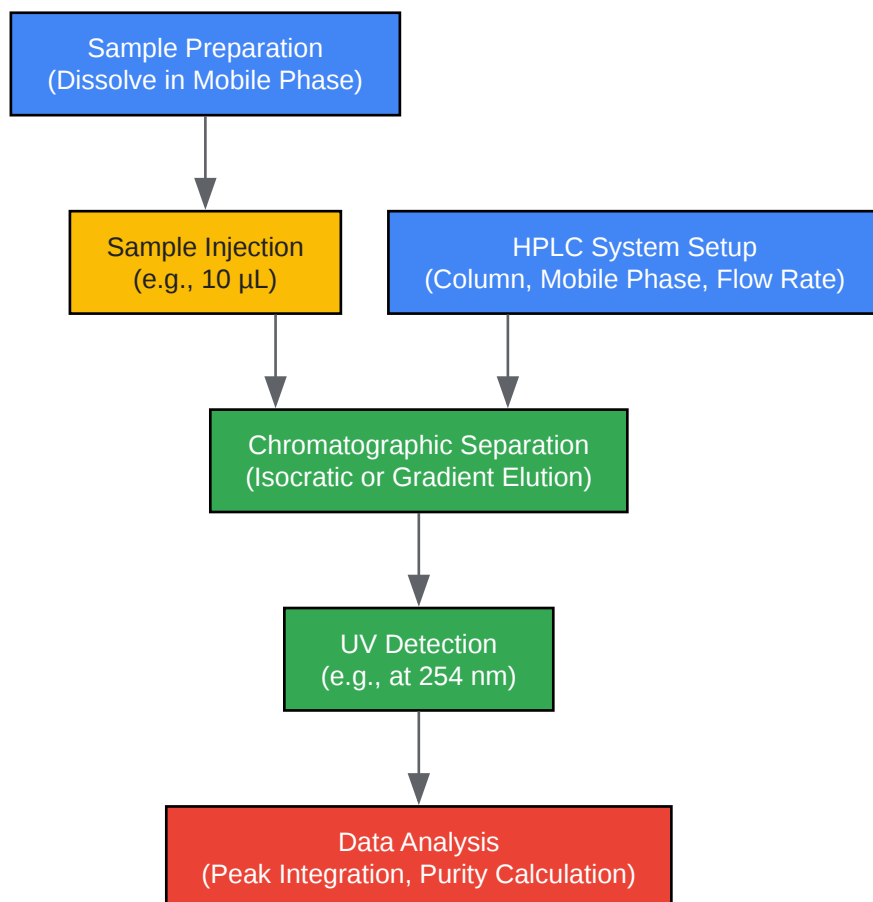 Sample Preparation
(Dissolve in Mobile Phase)
Sample Injection
(e.g., 10 µL)
HPLC System Setup
(Column, Mobile Phase, Flow Rate)
Chromatographic Separation
(Isocratic or Gradient Elution)
UV Detection
(e.g., at 254 nm)
Data Analysis
(Peak Integration, Purity Calculation)